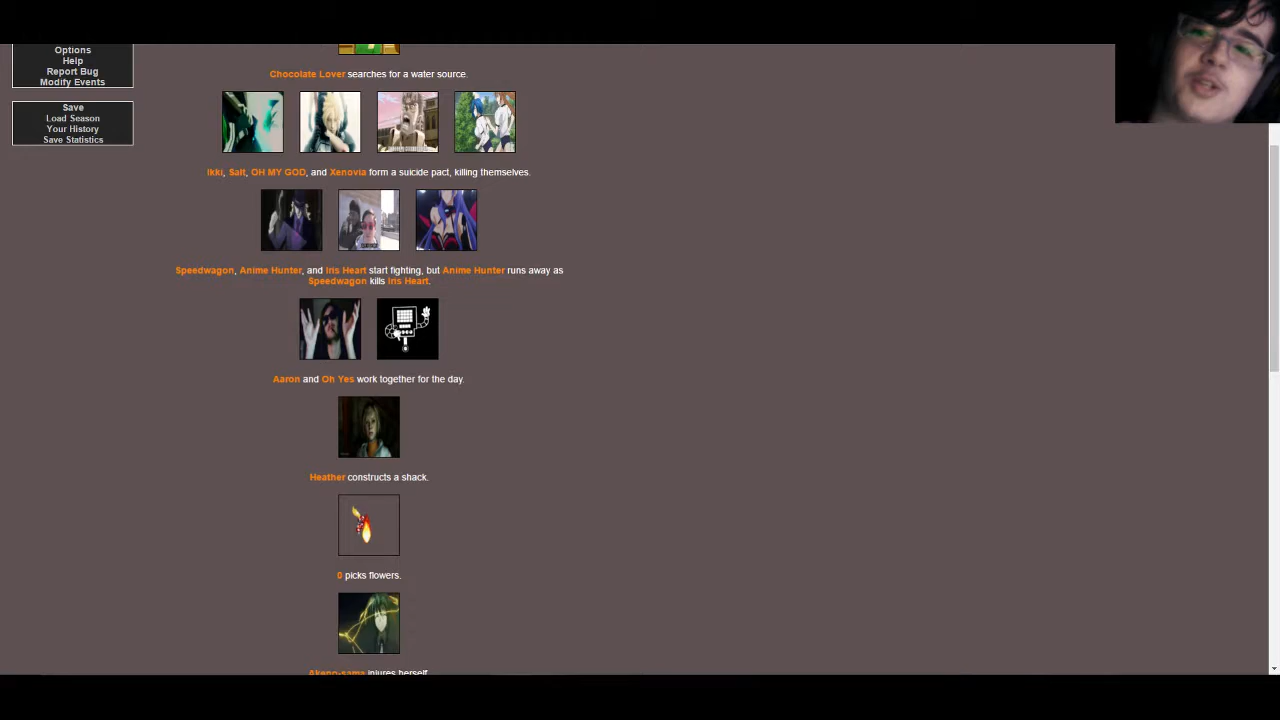 Options
Help
Report Bug
Modify Events
Save
Load Season
Your History
Save Statistics
Chocolate Lover searches for a water source.
Ikki, Salt, OH MY GOD, and Xenovia form a suicide pact, killing themselves.
Speedwagon, Anime Hunter, and Iris Heart start fighting, but Anime Hunter runs away as
Speedwagon kills Iris Heart.
Aaron and Oh Yes work together for the day.
Heather constructs a shack.
0 picks flowers.
Akeno-sama injures herself.